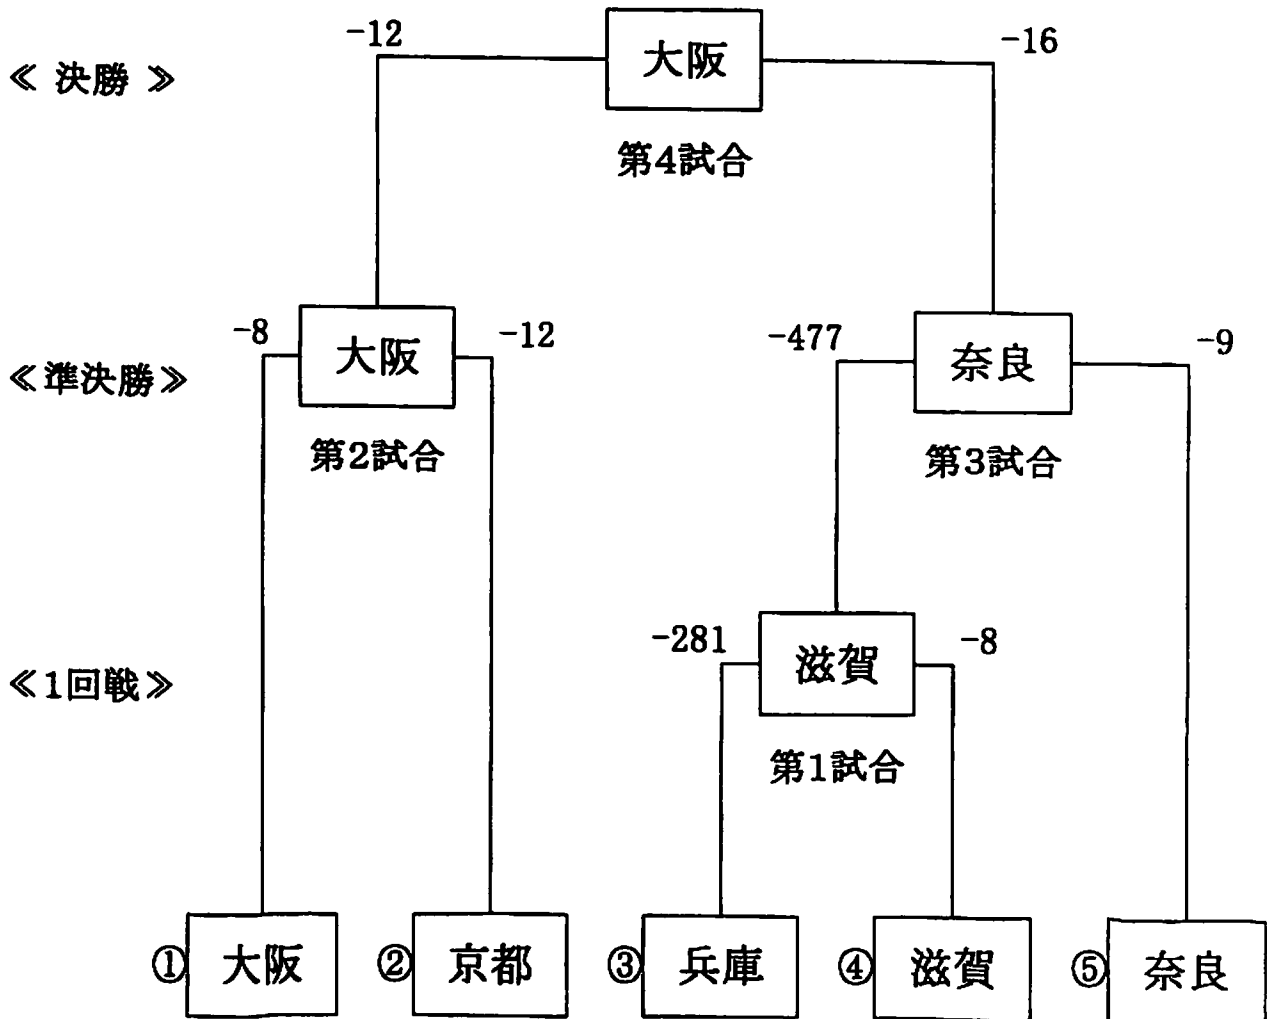 -12
大阪
-16
≪ 決勝 ≫
第4試合
-8
大阪
-12
-477
奈良
-9
≪準決勝≫
第2試合
第3試合
-281
滋賀
-8
≪1回戦≫
第1試合
①大阪
②京都
③兵庫
④滋賀
⑤奈良